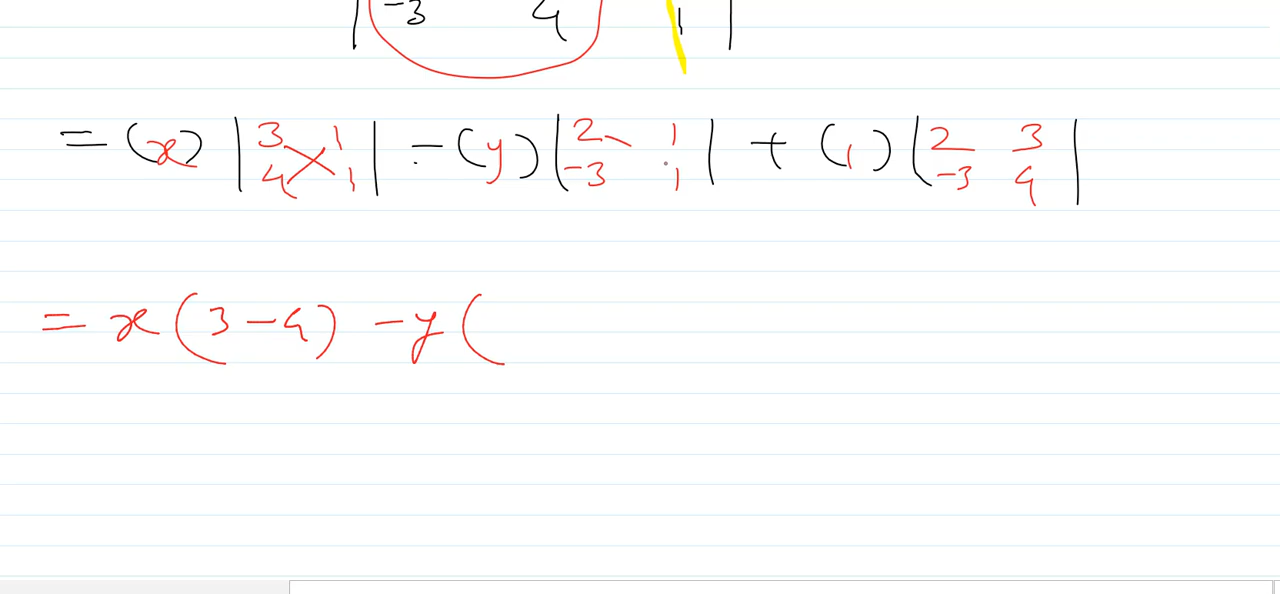 | -3 4 1 |
= (x) | 3 1 4 1 | - (y) | 2 1 -3 1 | + (1) | 2 3 -3 4 |
= x (3 - 4) - y (